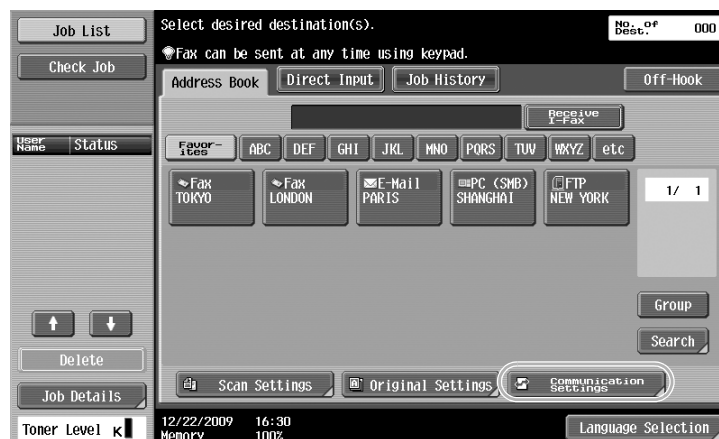 Job List
Check Job
User Name Status
Delete
Job Details
Toner Level K
Select desired destination(s).
No. of Dest. 000
Fax can be sent at any time using keypad.
Address Book Direct Input Job History Off-Hook
Receive I-Fax
Favor-ites ABC DEF GHI JKL MNO PQRS TUV WXYZ etc
Fax TOKYO
Fax LONDON
E-Mail PARIS
PC (SMB) SHANGHAI
FTP NEW YORK
1/ 1
Group
Search
Scan Settings Original Settings Communication Settings
12/22/2009 16:30
Memory 100%
Language Selection